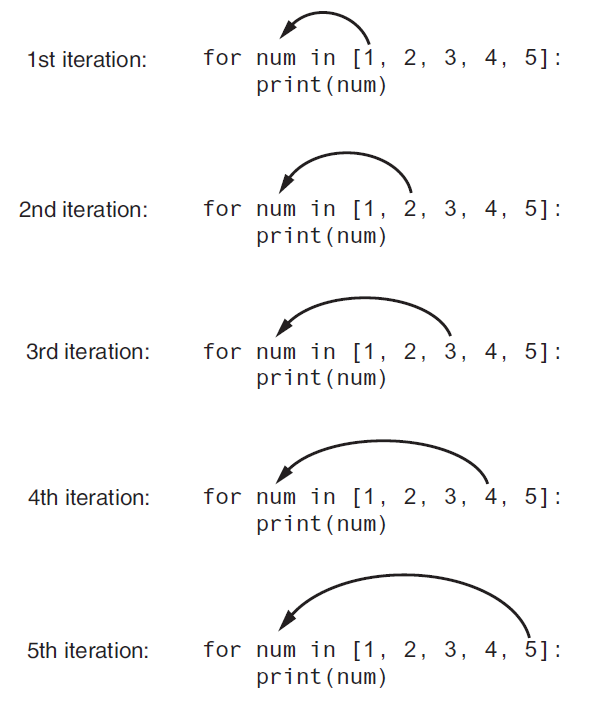 1st iteration: for num in [1, 2, 3, 4, 5]:
print(num)
2nd iteration: for num in [1, 2, 3, 4, 5]:
print(num)
3rd iteration: for num in [1, 2, 3, 4, 5]:
print(num)
4th iteration: for num in [1, 2, 3, 4, 5]:
print(num)
5th iteration: for num in [1, 2, 3, 4, 5]:
print(num)